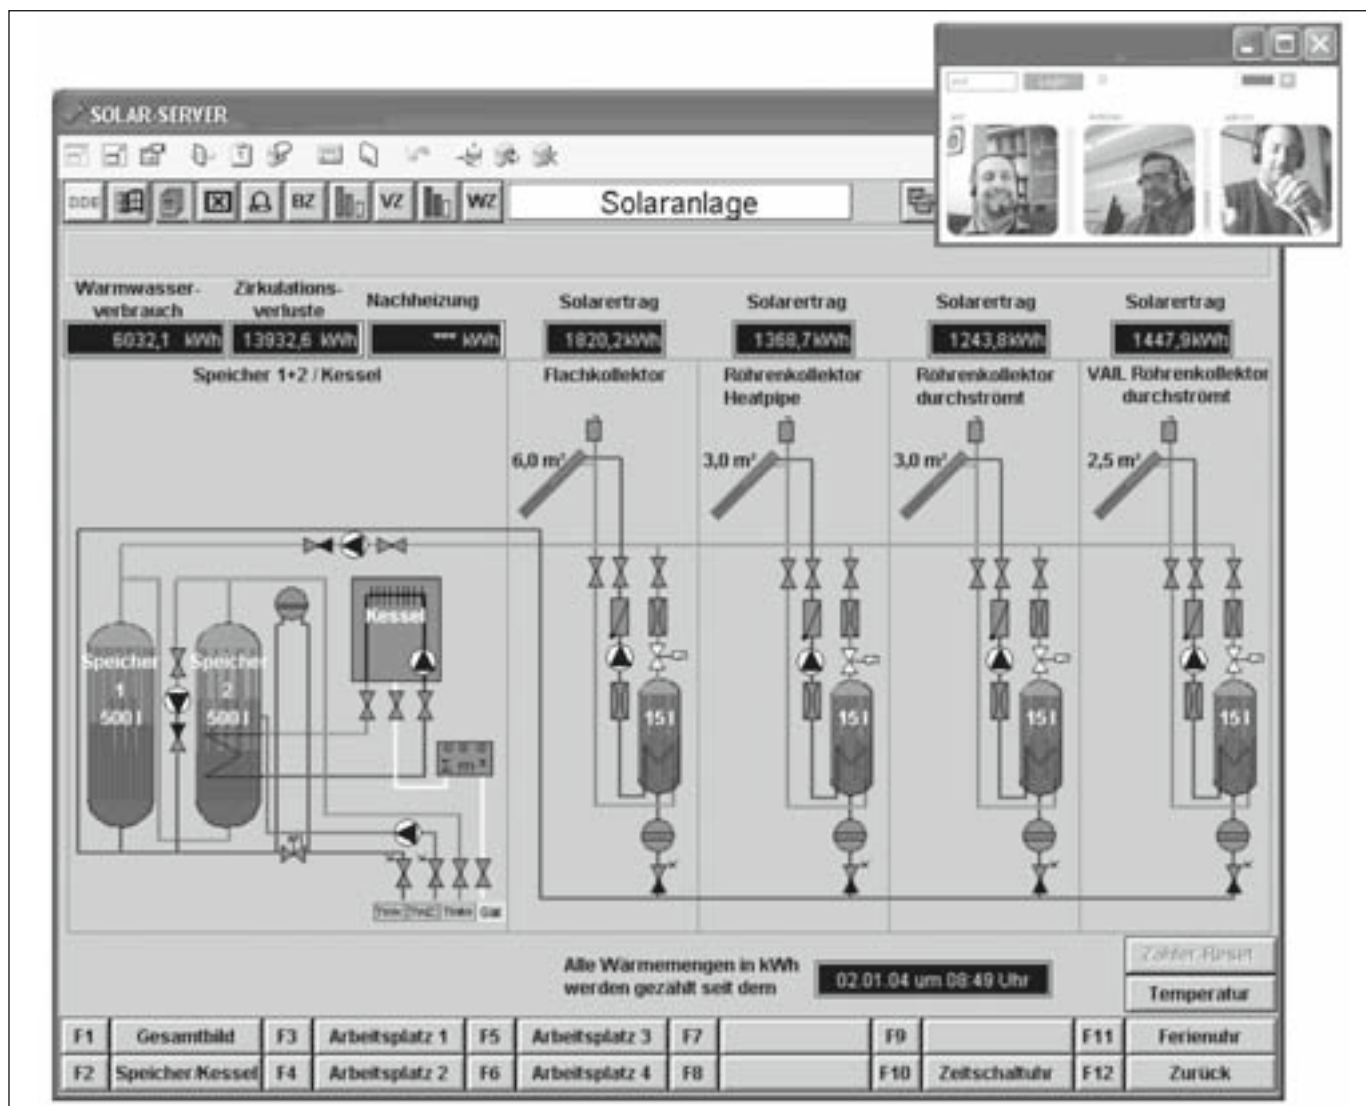 SOLAR-SERVER
DDE
BZ
VZ
WZ
Solaranlage
Warmwasser-
verbrauch
Zirkulations-
verluste
Nachheizung
Solarertrag
Solarertrag
Solarertrag
Solarertrag
6032,1 kWh
13932,6 kWh
*** kWh
1820,2kWh
1368,7kWh
1243,8kWh
1447,9kWh
Speicher 1+2 / Kessel
Flachkollektor
Röhrenkollektor
Heatpipe
Röhrenkollektor
durchströmt
VAIL Röhrenkollektor
durchströmt
6,0 m²
3,0 m²
3,0 m²
2,5 m²
Kessel
Speicher
1
500 l
Speicher
2
500 l
15 l
15 l
15 l
15 l
Σ m³
Gas
Alle Wärmemengen in kWh
werden gezählt seit dem
02.01.04 um 08:49 Uhr
Zähler-Reset
Temperatur
F1 Gesamtbild F3 Arbeitsplatz 1 F5 Arbeitsplatz 3 F7 F9 F11 Ferienuhr
F2 Speicher/Kessel F4 Arbeitsplatz 2 F6 Arbeitsplatz 4 F8 F10 Zeitschaltuhr F12 Zurück